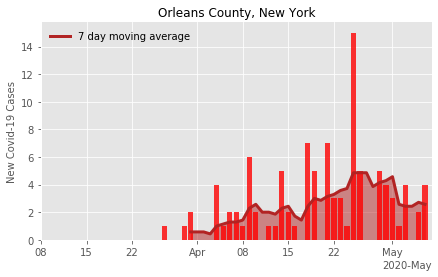 Orleans County, New York
7 day moving average
New Covid-19 Cases
14
12
10
8
6
4
2
0
08 15 22 Apr 08 15 22 May
2020-May